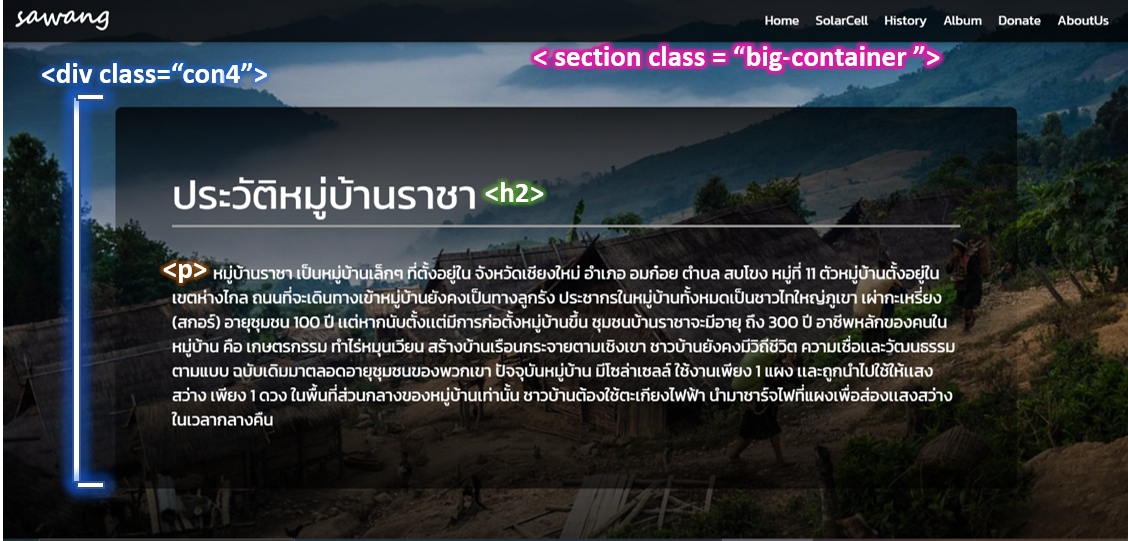 sawang
Home SolarCell History Album Donate AboutUs
< section class = “big-container ”>
<div class=“con4”>
ประวัติหมู่บ้านราชา <h2>
<p> หมู่บ้านราชา เป็นหมู่บ้านเล็กๆ ที่ตั้งอยู่ใน จังหวัดเชียงใหม่ อำเภอ อมก๋อย ตำบล สบโขง หมู่ที่ 11 ตัวหมู่บ้านตั้งอยู่ใน
เขตห่างไกล ถนนที่จะเดินทางเข้าหมู่บ้านยังคงเป็นทางลูกรัง ประชากรในหมู่บ้านทั้งหมดเป็นชาวไทใหญ่ภูเขา เผ่ากะเหรี่ยง
(สกอร์) อายุชุมชน 100 ปี แต่หากนับตั้งแต่มีการก่อตั้งหมู่บ้านขึ้น ชุมชนบ้านราชาจะมีอายุ ถึง 300 ปี อาชีพหลักของคนใน
หมู่บ้าน คือ เกษตรกรรม ทำไร่หมุนเวียน สร้างบ้านเรือนกระจายตามเชิงเขา ชาวบ้านยังคงมีวิถีชีวิต ความเชื่อและวัฒนธรรม
ตามแบบ ฉบับเดิมมาตลอดอายุชุมชนของพวกเขา ปัจจุบันหมู่บ้าน มีโซล่าเซลล์ ใช้งานเพียง 1 แผง และถูกนำไปใช้ให้แสง
สว่าง เพียง 1 ดวง ในพื้นที่ส่วนกลางของหมู่บ้านเท่านั้น ชาวบ้านต้องใช้ตะเกียงไฟฟ้า นำมาชาร์จไฟที่แผงเพื่อส่องแสงสว่าง
ในเวลากลางคืน